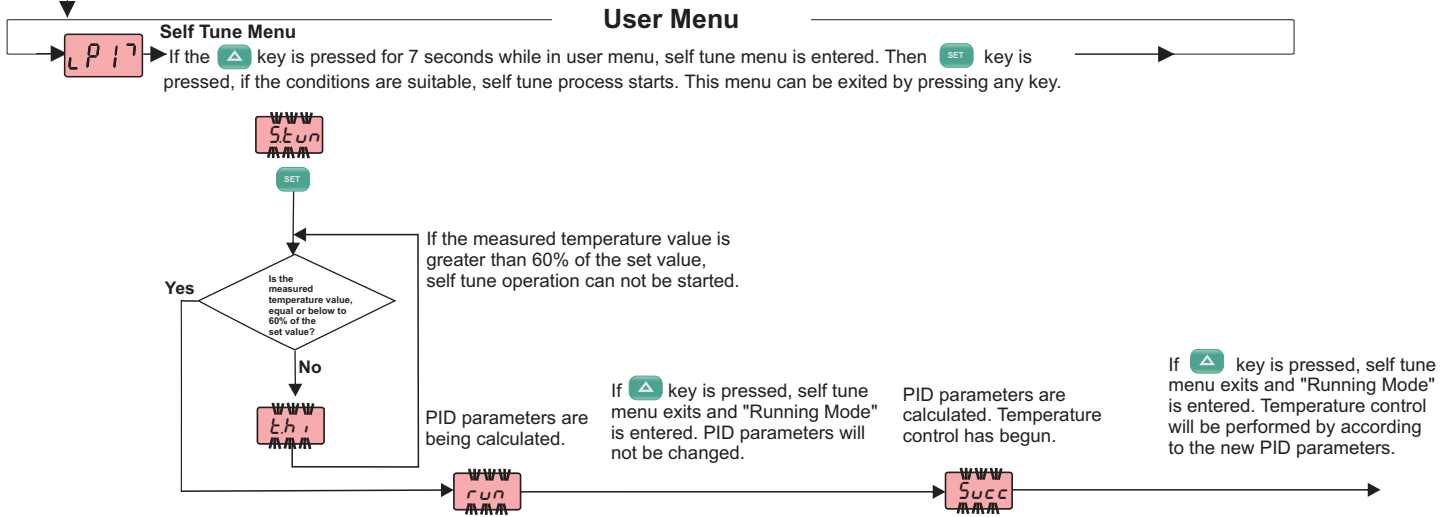 User Menu
Self Tune Menu
If the key is pressed for 7 seconds while in user menu, self tune menu is entered. Then SET key is
pressed, if the conditions are suitable, self tune process starts. This menu can be exited by pressing any key.
S.tun
SET
If the measured temperature value is
greater than 60% of the set value,
self tune operation can not be started.
Yes
Is the
measured
temperature value,
equal or below to
60% of the
set value?
No
t.hi
PID parameters are
being calculated.
run
If key is pressed, self tune
menu exits and "Running Mode"
is entered. PID parameters will
not be changed.
PID parameters are
calculated. Temperature
control has begun.
Succ
If key is pressed, self tune
menu exits and "Running Mode"
is entered. Temperature control
will be performed by according
to the new PID parameters.